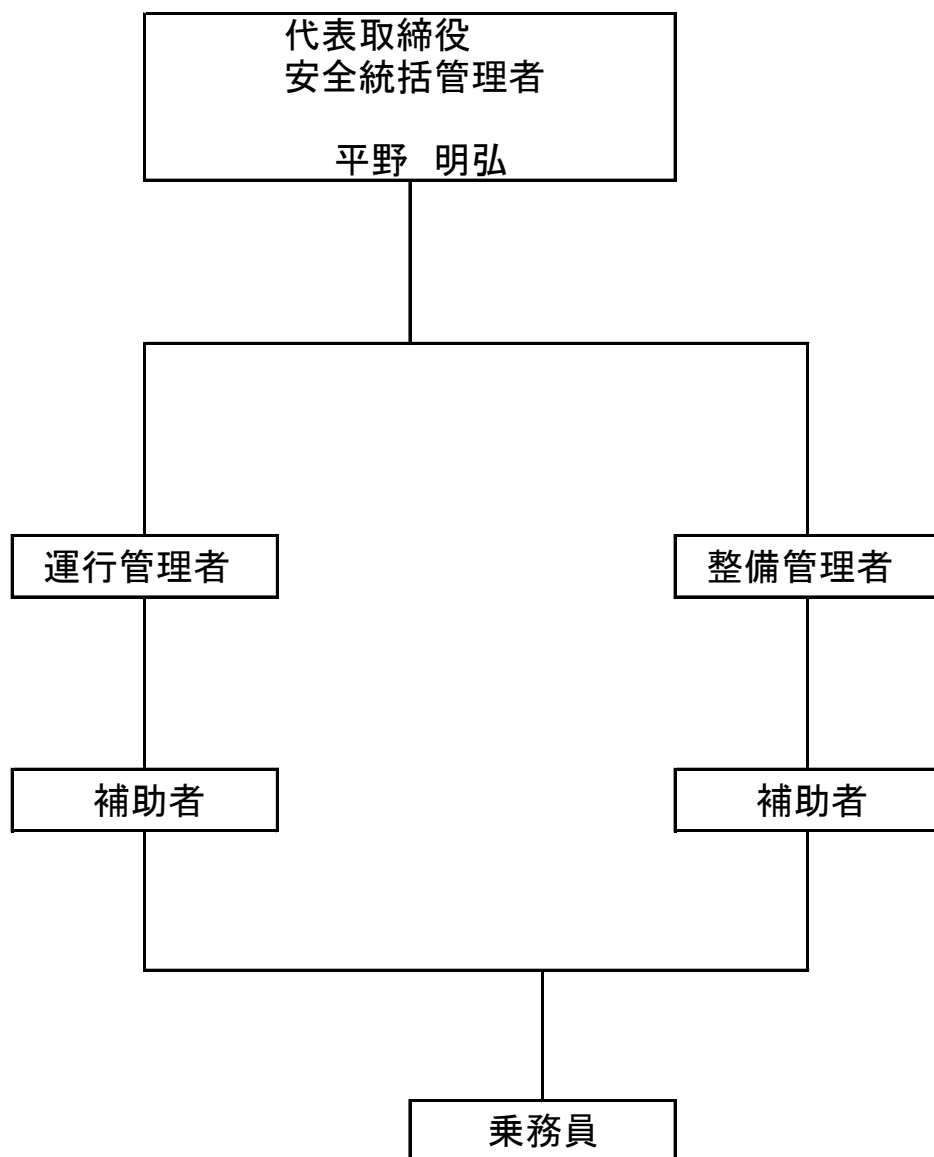 代表取締役
安全統括管理者
平野 明弘
運行管理者
整備管理者
補助者
補助者
乗務員